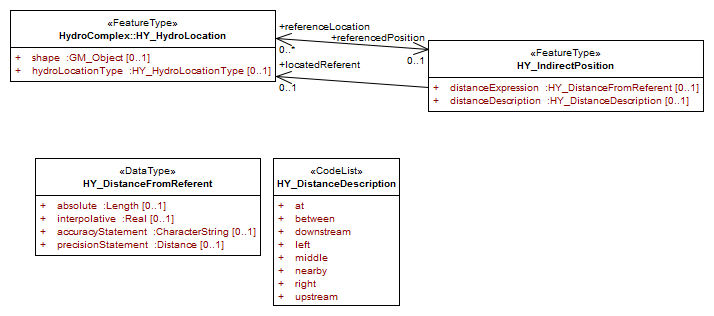 «FeatureType»
HydroComplex::HY_HydroLocation
+ shape :GM_Object [0..1]
+ hydroLocationType :HY_HydroLocationType [0..1]
+referenceLocation
0..*
+referencedPosition
0..1
+locatedReferent
0..1
«FeatureType»
HY_IndirectPosition
+ distanceExpression :HY_DistanceFromReferent [0..1]
+ distanceDescription :HY_DistanceDescription [0..1]
«DataType»
HY_DistanceFromReferent
+ absolute :Length [0..1]
+ interpolative :Real [0..1]
+ accuracyStatement :CharacterString [0..1]
+ precisionStatement :Distance [0..1]
«CodeList»
HY_DistanceDescription
+ at
+ between
+ downstream
+ left
+ middle
+ nearby
+ right
+ upstream